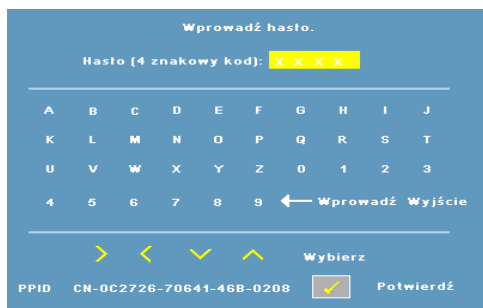 Wprowadź hasło.
Hasło (4 znakowy kod): X X X X
A B C D E F G H I J
K L M N O P Q R S T
U V W X Y Z 0 1 2 3
4 5 6 7 8 9 ← Wprowadź Wyjście
> < Wybierz
PPID CN-0C2726-70641-46B-0208 ✓ Potwierdź